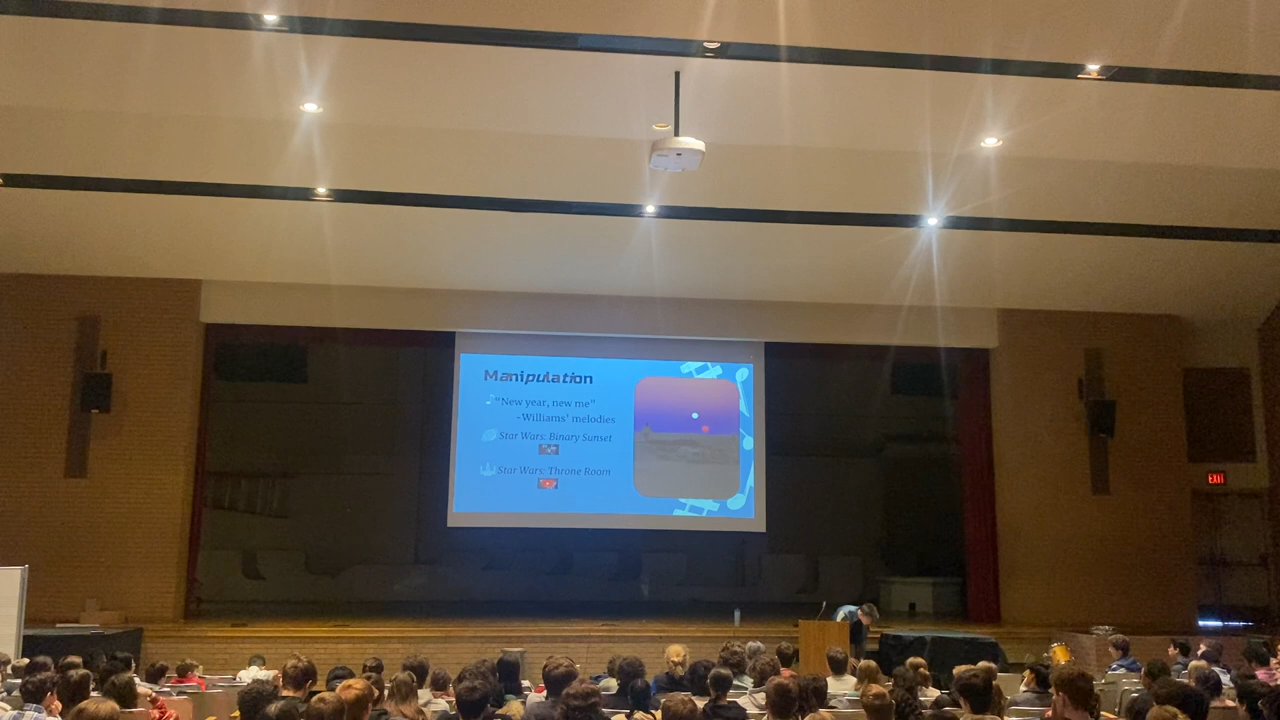 Manipulation
"New year, new me"
-Williams' melodies
Star Wars: Binary Sunset
Star Wars: Throne Room
EXIT